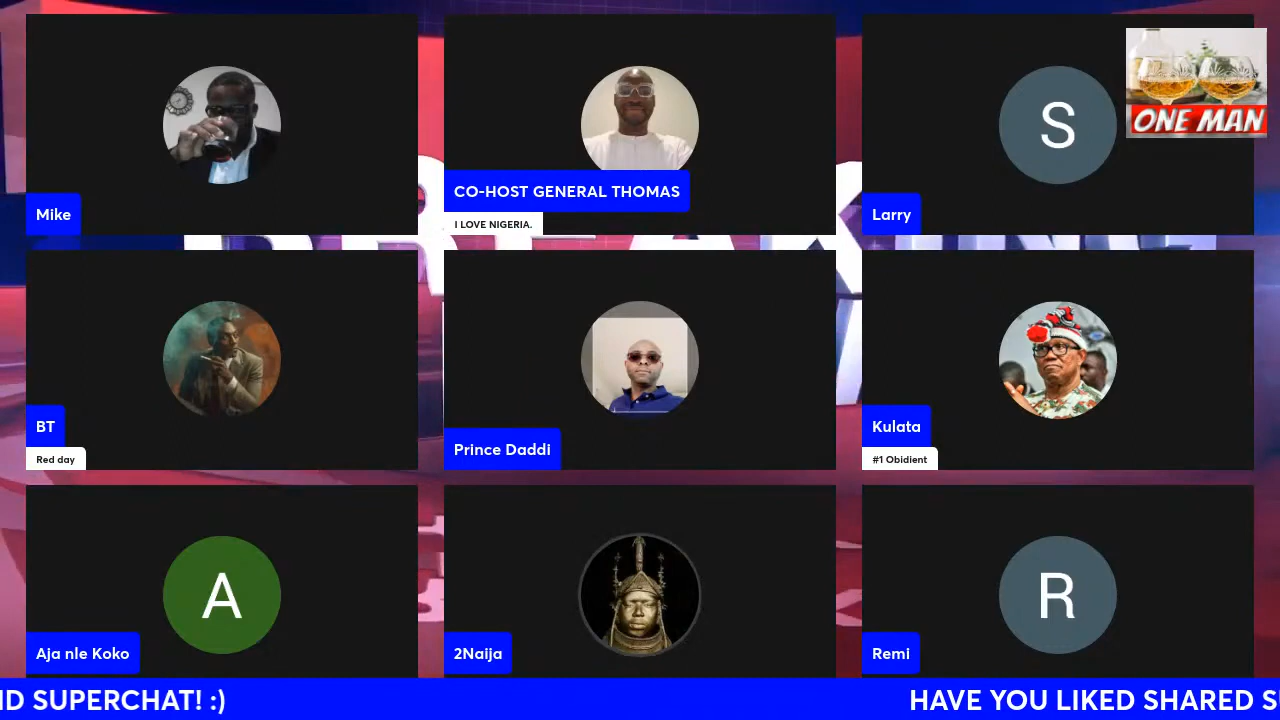 S
ONE MAN
Mike
CO-HOST GENERAL THOMAS
I LOVE NIGERIA.
Larry
BT
Red day
Prince Daddi
Kulata
#1 Obidient
A
R
Aja nle Koko
2Naija
Remi
ND SUPERCHAT! :) HAVE YOU LIKED SHARED S